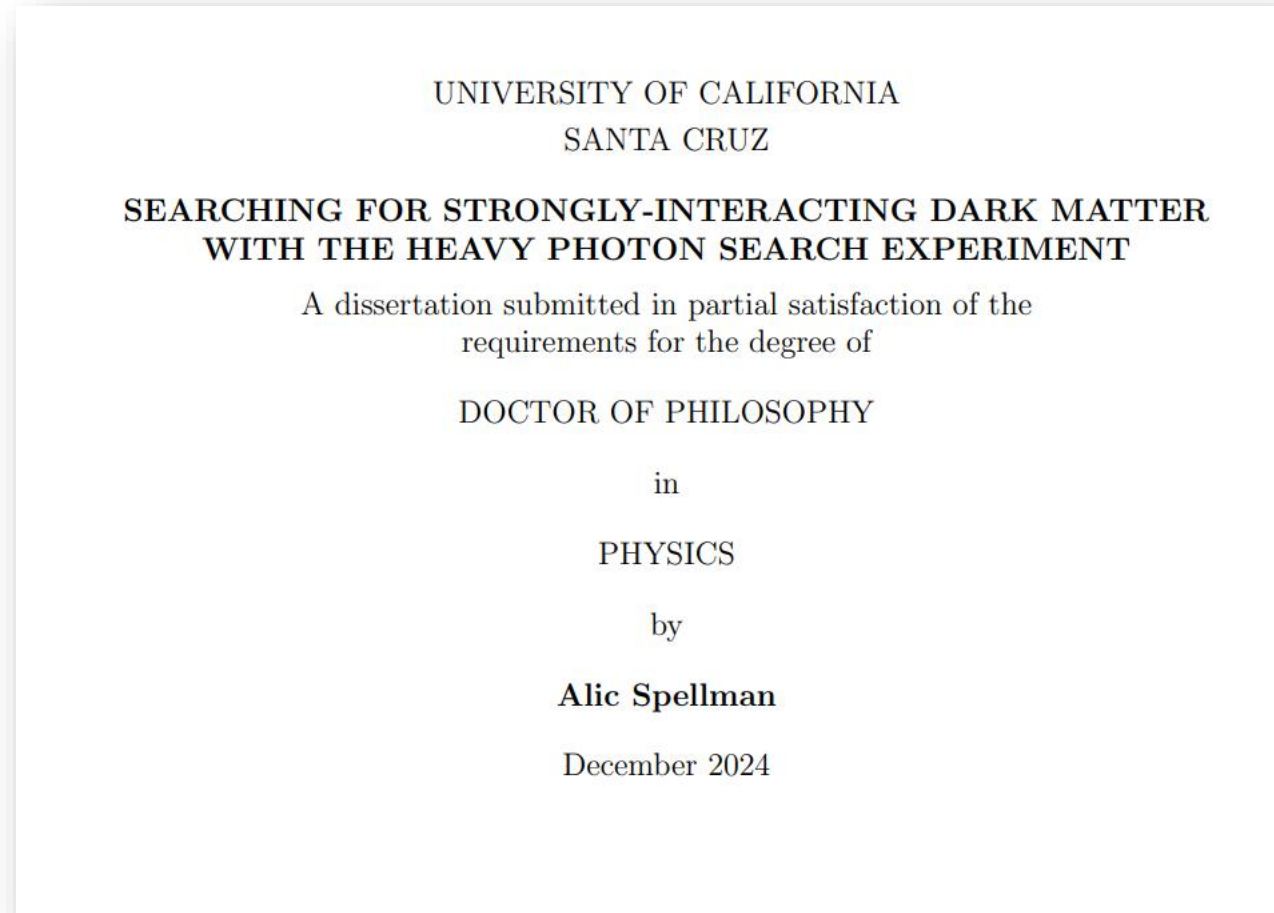 UNIVERSITY OF CALIFORNIA
SANTA CRUZ
SEARCHING FOR STRONGLY-INTERACTING DARK MATTER
WITH THE HEAVY PHOTON SEARCH EXPERIMENT
A dissertation submitted in partial satisfaction of the
requirements for the degree of
DOCTOR OF PHILOSOPHY
in
PHYSICS
by
Alic Spellman
December 2024